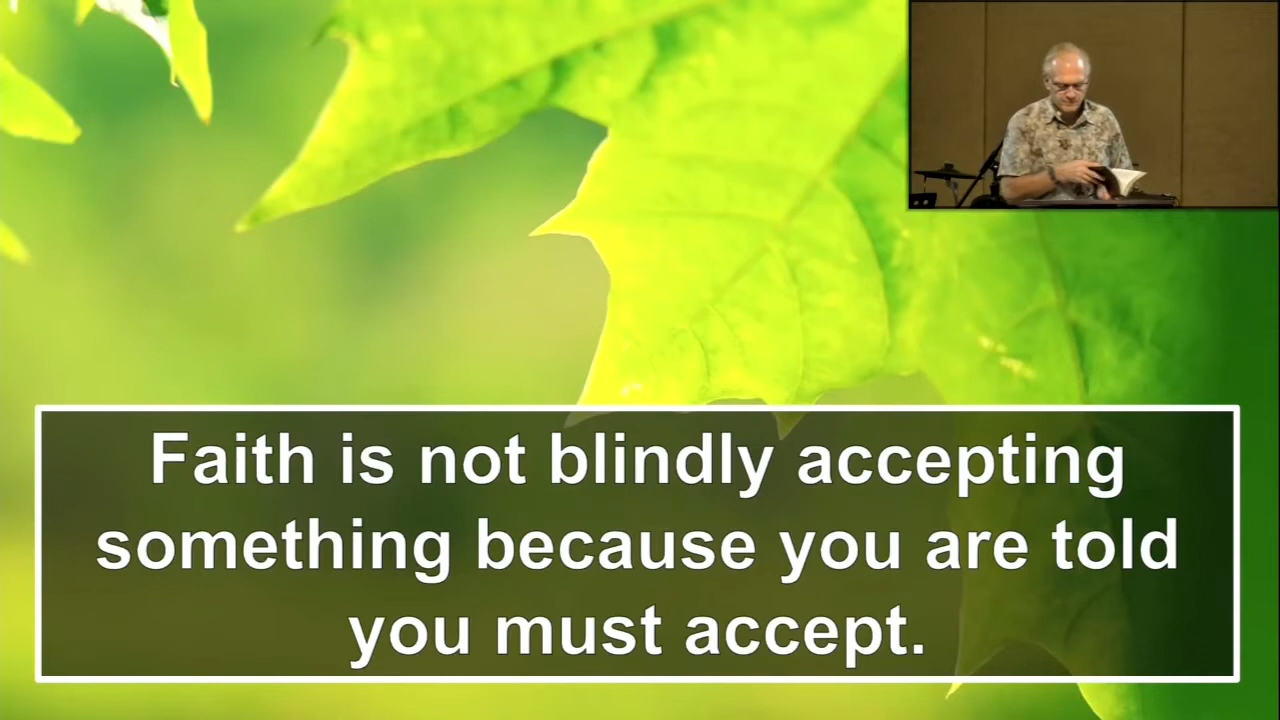 Faith is not blindly accepting
something because you are told
you must accept.